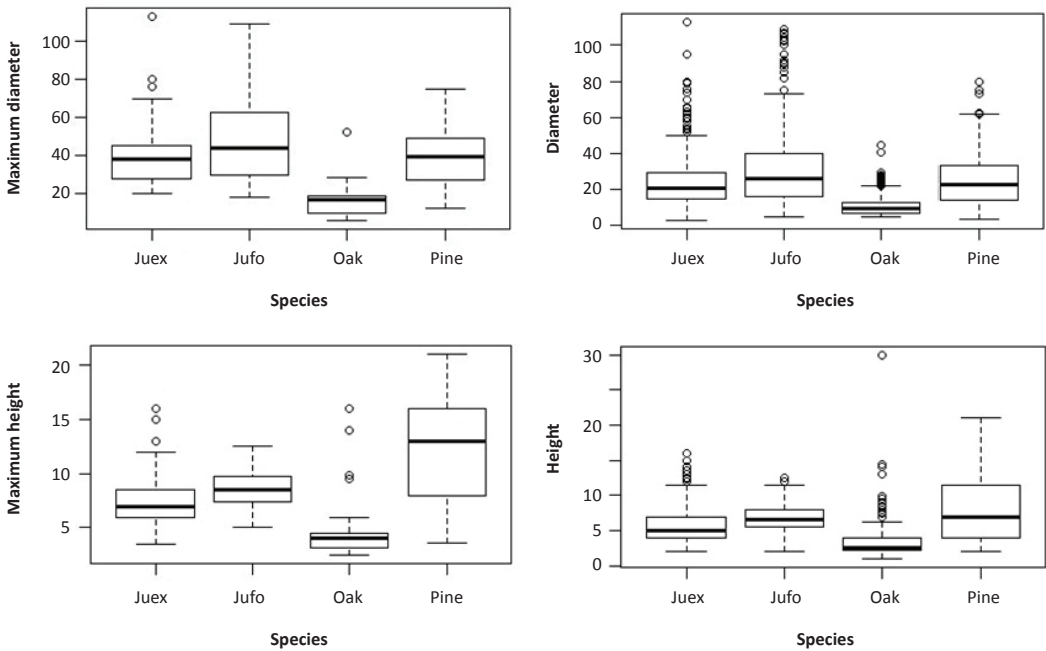 Maximum diameter
100
80
60
40
20
Juex Jufo Oak Pine
Species
Diameter
100
80
60
40
20
0
Juex Jufo Oak Pine
Species
Maximum height
20
15
10
5
Juex Jufo Oak Pine
Species
Height
30
20
15
10
5
0
Juex Jufo Oak Pine
Species